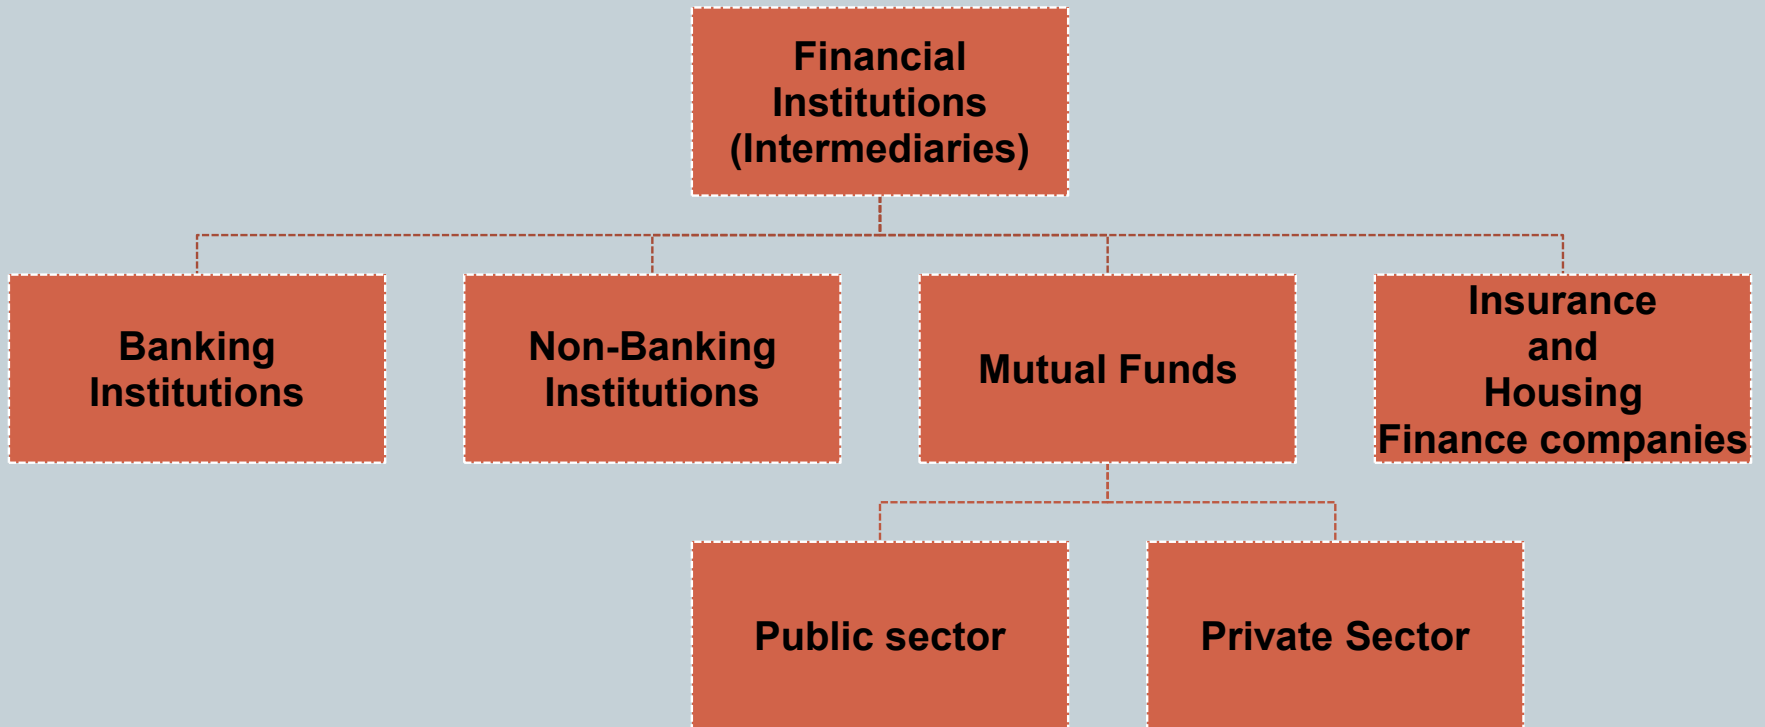 Financial
Institutions
(Intermediaries)
Banking
Institutions
Non-Banking
Institutions
Mutual Funds
Insurance
and
Housing
Finance companies
Public sector
Private Sector